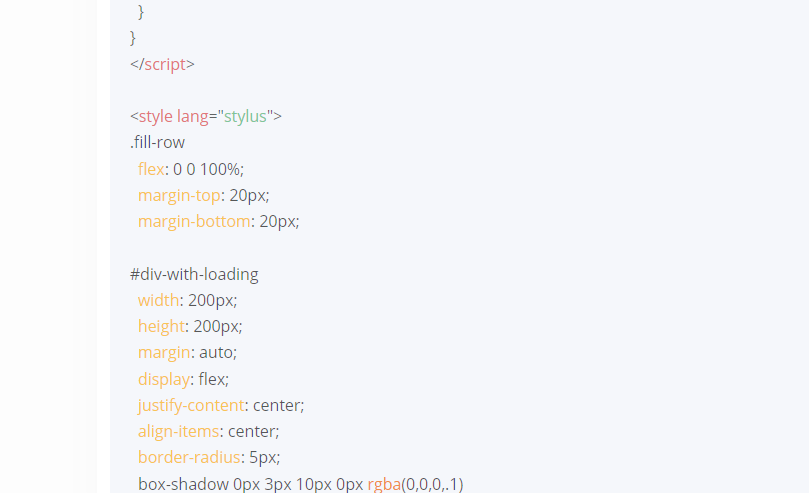 }
}
</script>
<style lang="stylus">
.fill-row
flex: 0 0 100%;
margin-top: 20px;
margin-bottom: 20px;
#div-with-loading
width: 200px;
height: 200px;
margin: auto;
display: flex;
justify-content: center;
align-items: center;
border-radius: 5px;
box-shadow 0px 3px 10px 0px rgba(0,0,0,.1)